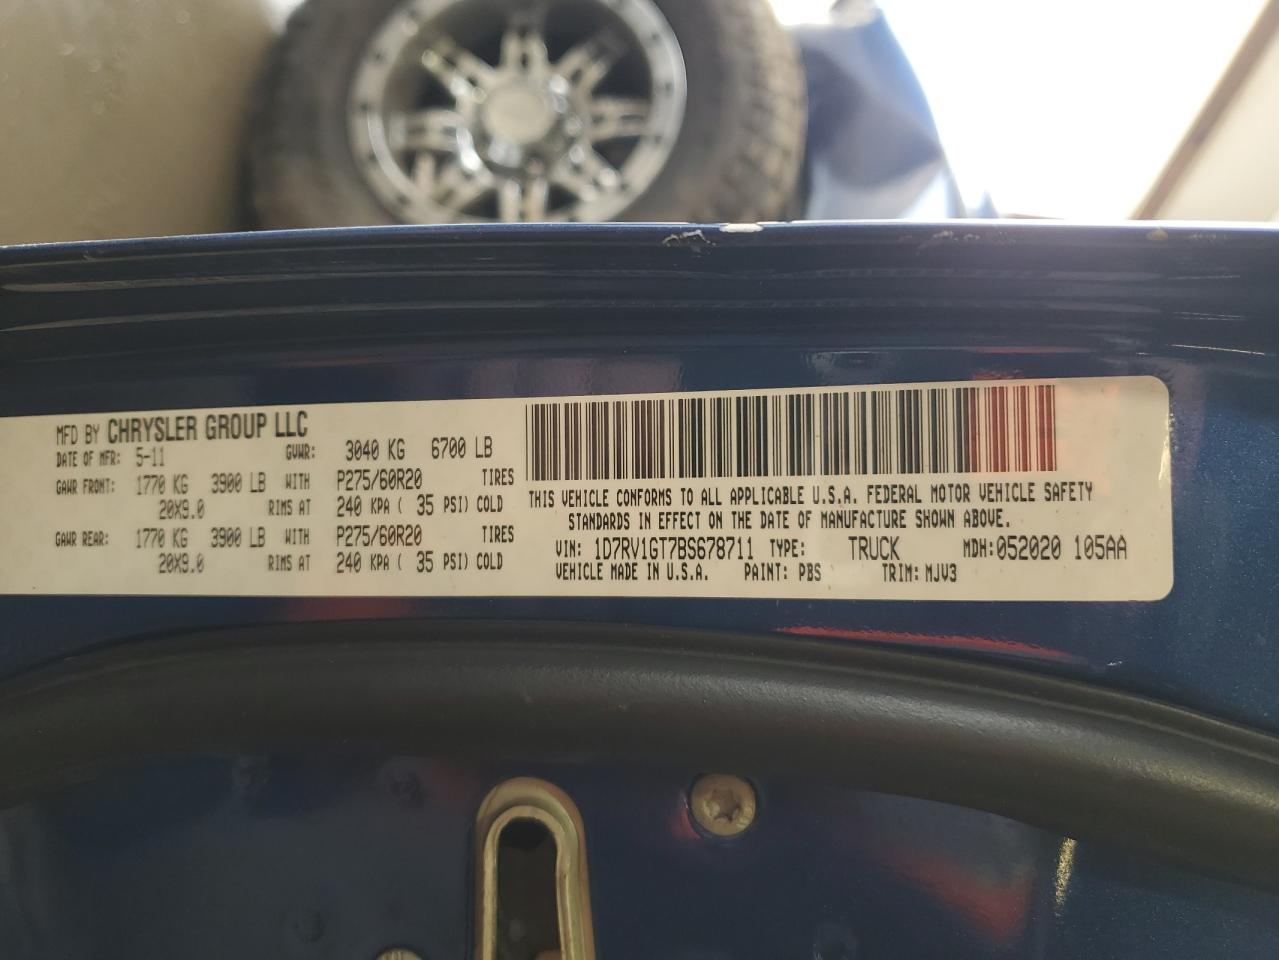 MFD BY CHRYSLER GROUP LLC
DATE OF MFR: 5-11 GVWR: 3040 KG 6700 LB
GAWR FRONT: 1770 KG 3900 LB WITH P275/60R20 TIRES
20X9.0 RIMS AT 240 KPA ( 35 PSI) COLD
GAWR REAR: 1770 KG 3900 LB WITH P275/60R20 TIRES
20X9.0 RIMS AT 240 KPA ( 35 PSI) COLD
THIS VEHICLE CONFORMS TO ALL APPLICABLE U.S.A. FEDERAL MOTOR VEHICLE SAFETY
STANDARDS IN EFFECT ON THE DATE OF MANUFACTURE SHOWN ABOVE.
VIN: 1D7RV1GT7BS678711 TYPE: TRUCK MDH:052020 105AA
VEHICLE MADE IN U.S.A. PAINT: PBS TRIM: MJV3